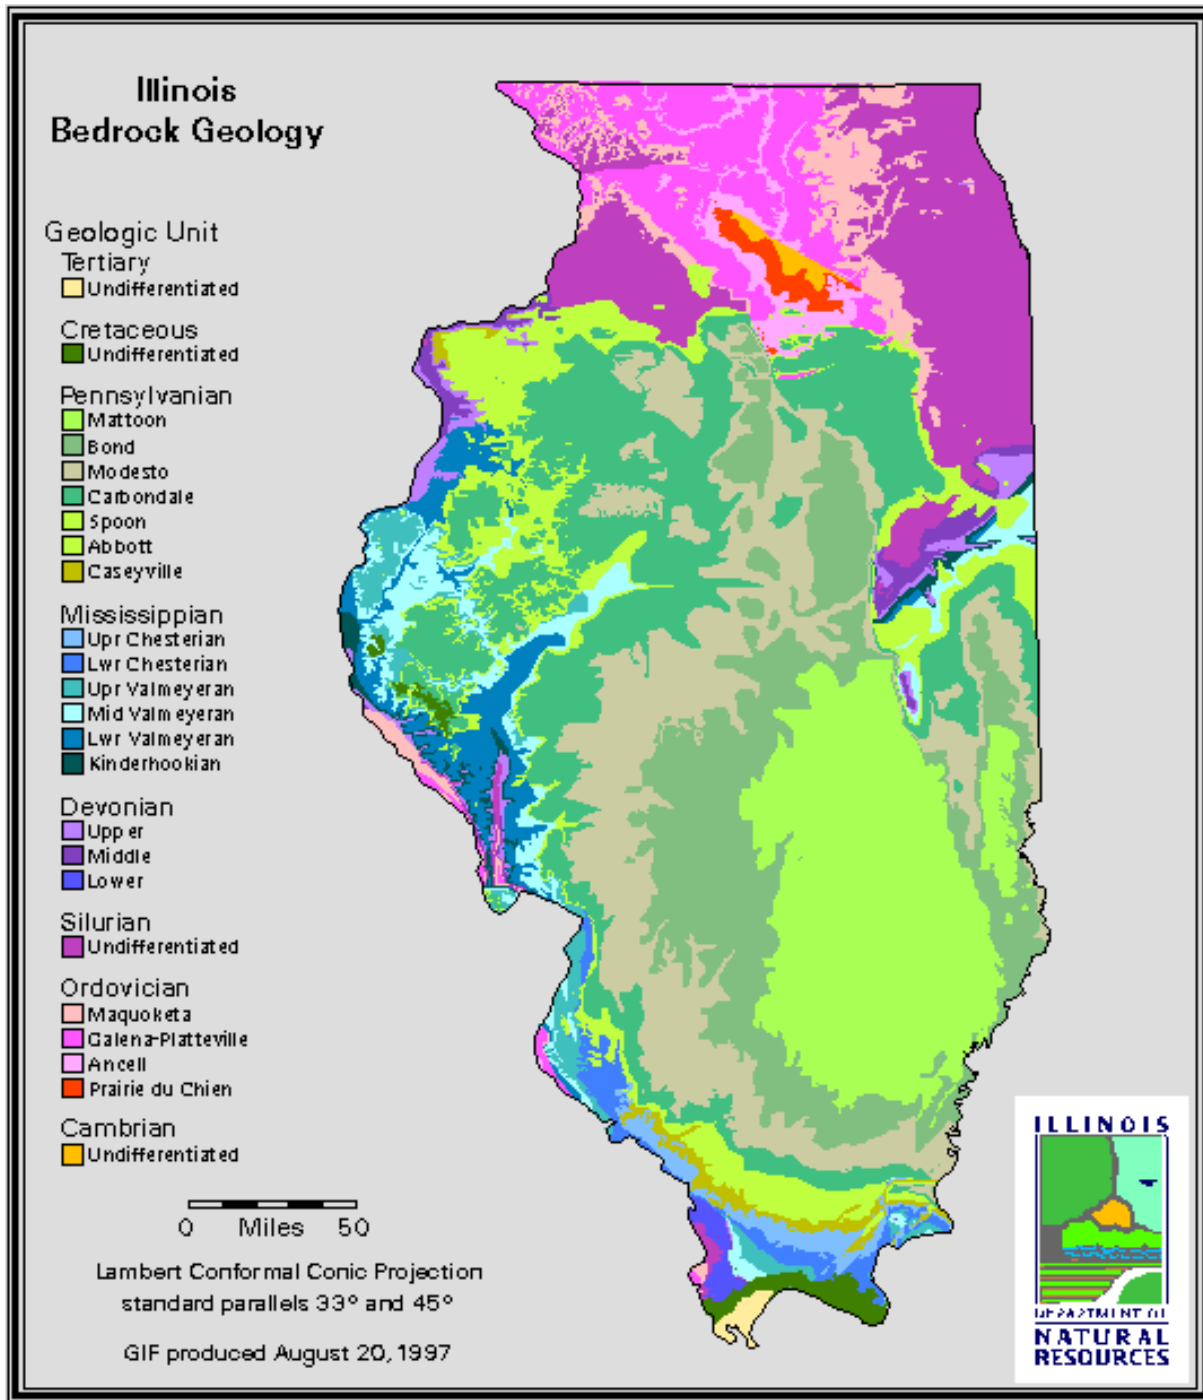 Illinois
Bedrock Geology
Geologic Unit
Tertiary
Undifferentiated
Cretaceous
Undifferentiated
Pennsylvanian
Mattoon
Bond
Modesto
Carbondale
Spoon
Abbott
Caseyville
Mississippian
Upr Chesterian
Lwr Chesterian
Upr Valmeyeran
Mid Valmeyeran
Lwr Valmeyeran
Kinderhookian
Devonian
Upper
Middle
Lower
Silurian
Undifferentiated
Ordovician
Maquoketa
Galena-Platteville
Ancell
Prairie du Chien
Cambrian
Undifferentiated
0 Miles 50
Lambert Conformal Conic Projection
standard parallels 33° and 45°
GIF produced August 20, 1997
ILLINOIS
DEPARTMENT OF
NATURAL
RESOURCES